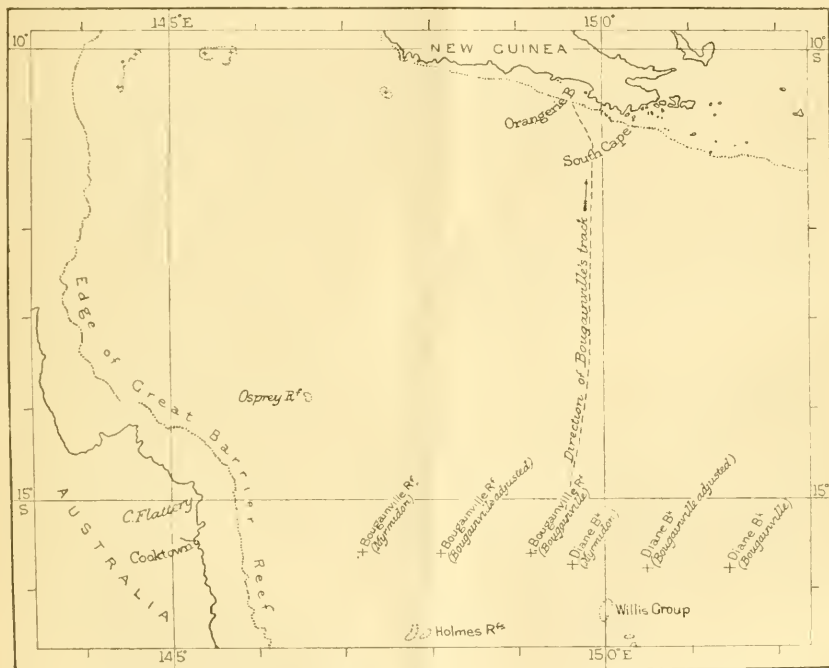 145°E
150°
10°
10°
S
NEW GUINEA
Orangerie B
South Cape
Direction of Bougainville's track
Edge of Great Barrier Reef
Osprey Rf
15°
S
15°
S
C. Flattery
Cooktown
AUSTRALIA
Bougainville Rf
(Myrmidon)
Bougainville Rf
(Bougainville adjusted)
Bougainville Rf
(Bougainville)
Diane Bk
(Myrmidon)
Diane Bk
(Bougainville adjusted)
Diane Bk
(Bougainville)
Willis Group
Holmes Rfs
145°
150°E